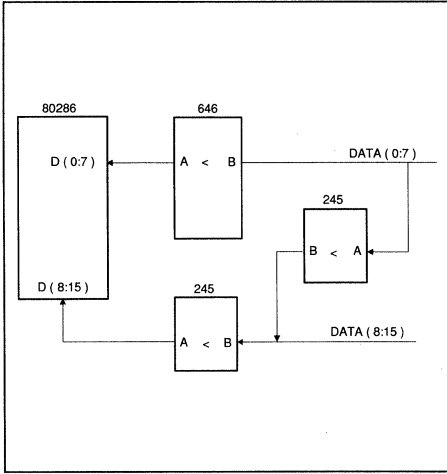 80286
646
D ( 0:7 )
A < B
DATA ( 0:7 )
245
B < A
D ( 8:15 )
245
A < B
DATA ( 8:15 )